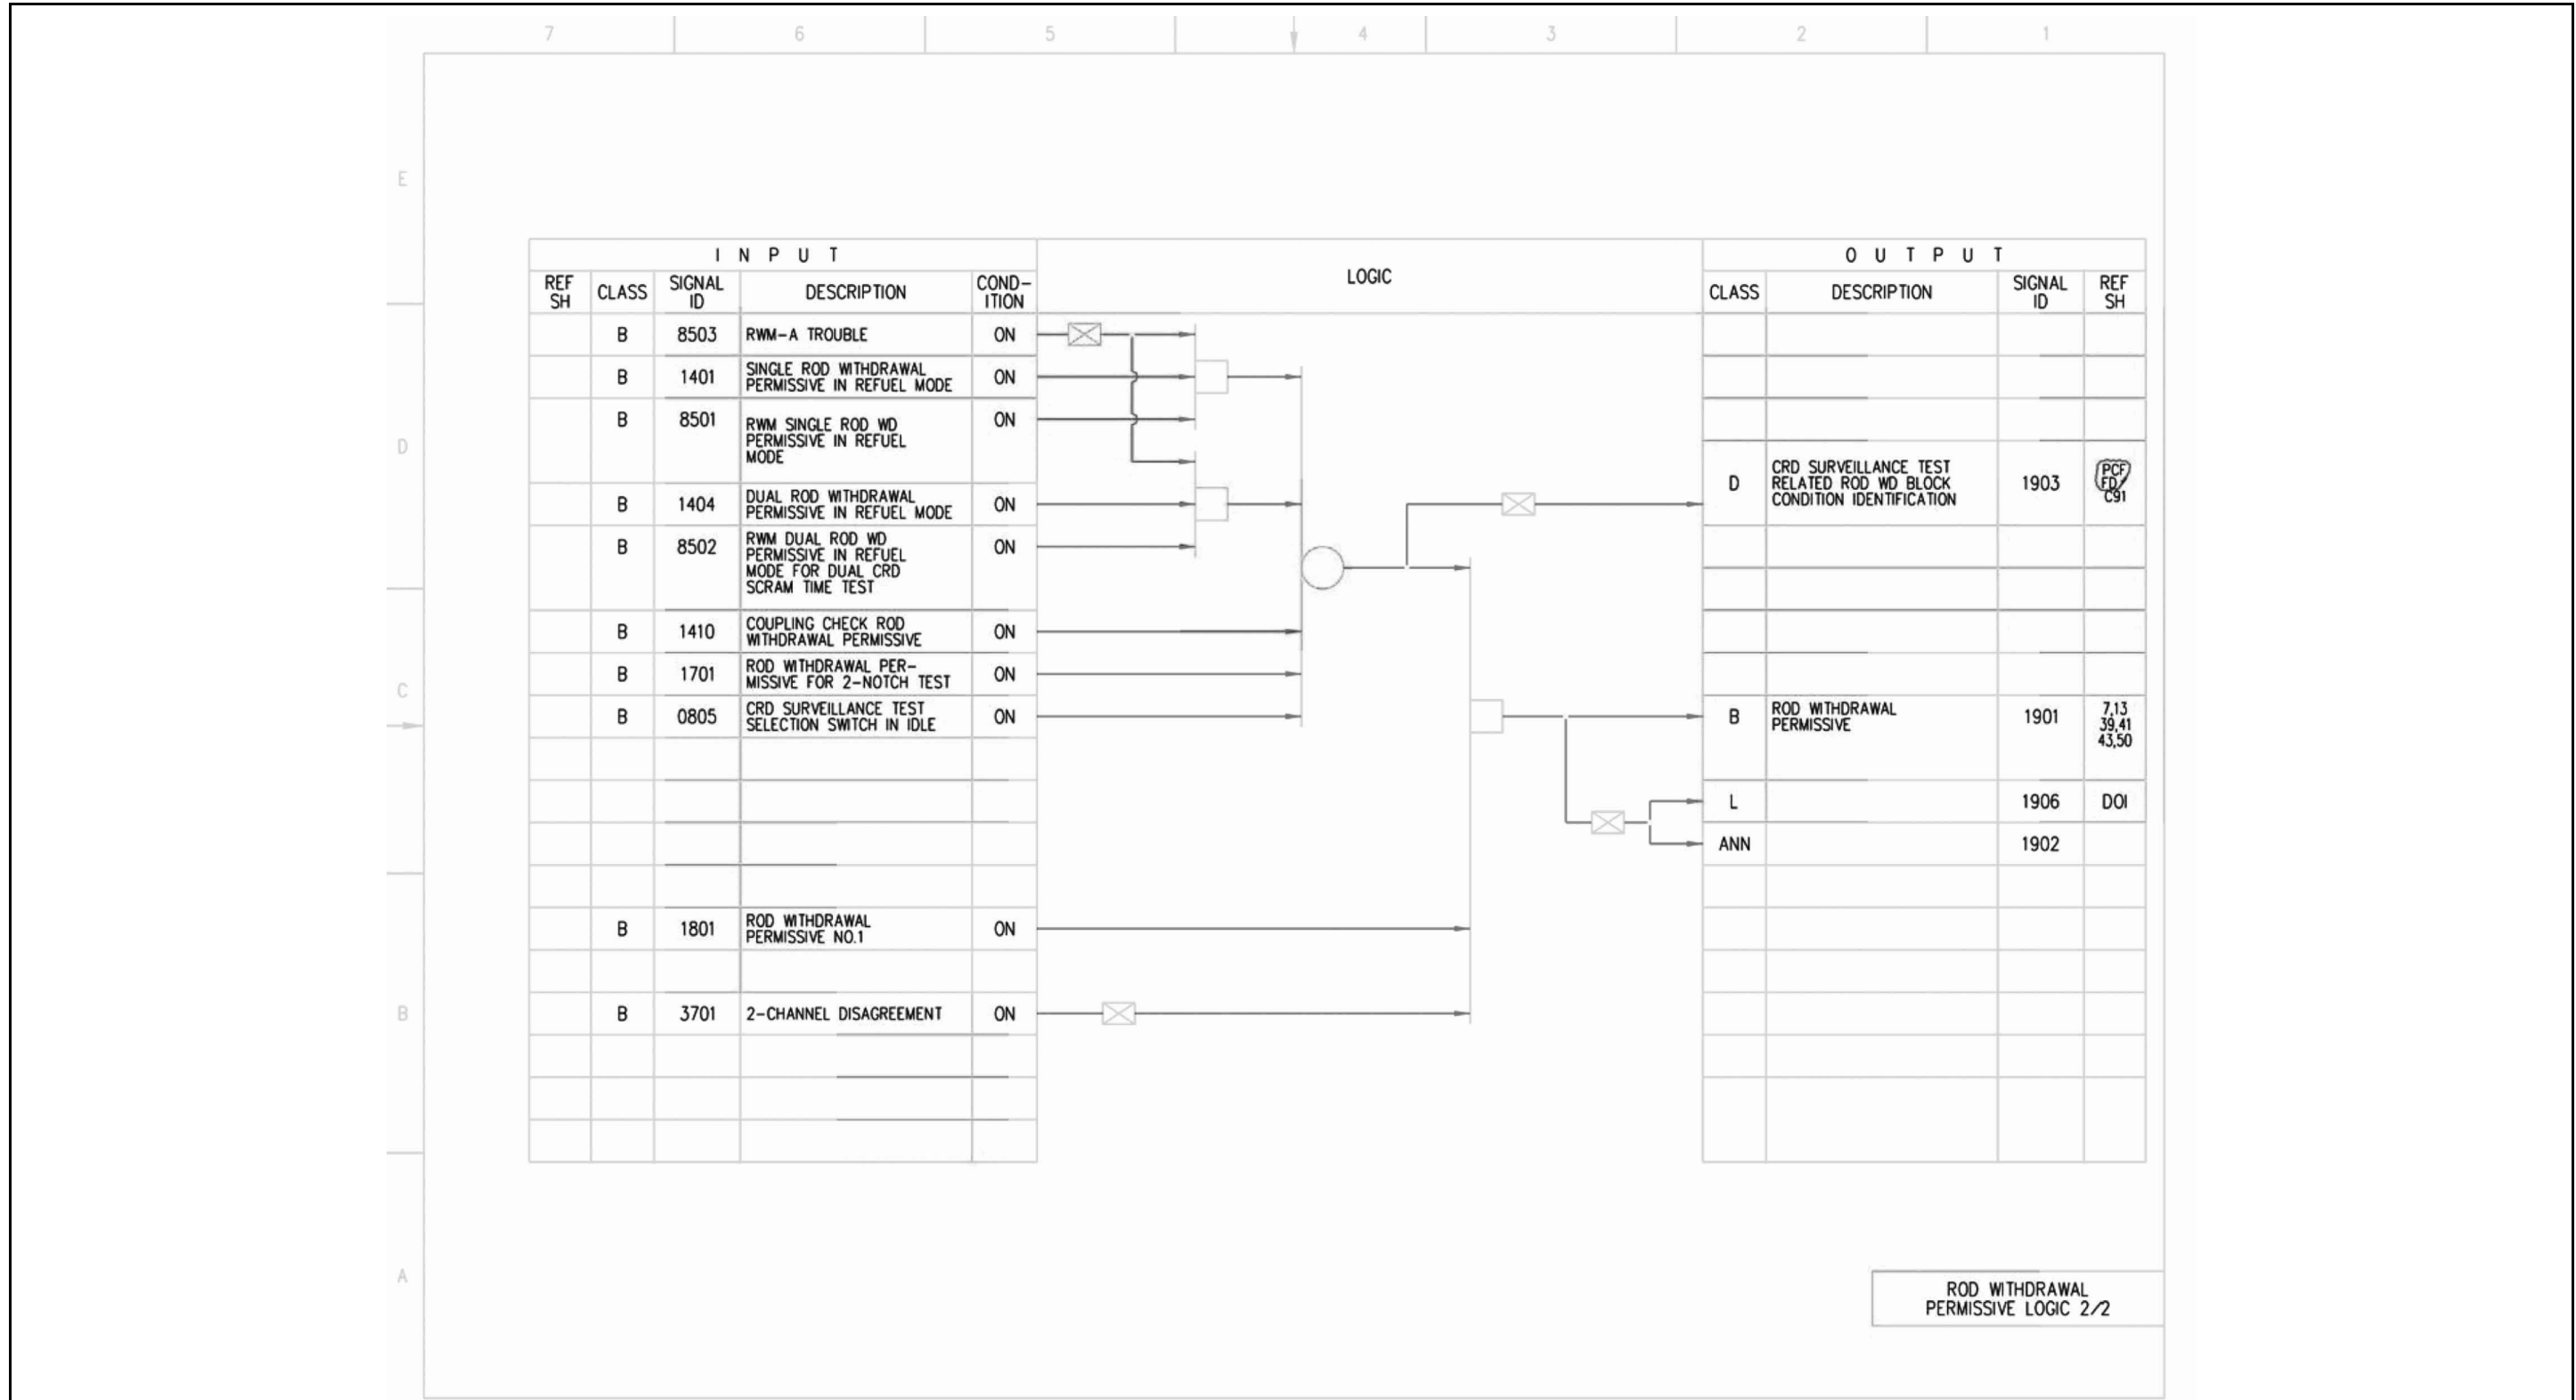 7 6 5 4 3 2 1
E
D
C
B
A
I N P U T
LOGIC
O U T P U T
REF SH CLASS SIGNAL ID DESCRIPTION COND-ITION
CLASS DESCRIPTION SIGNAL ID REF SH
B 8503 RWM-A TROUBLE ON
B 1401 SINGLE ROD WITHDRAWAL
PERMISSIVE IN REFUEL MODE ON
B 8501 RWM SINGLE ROD WD
PERMISSIVE IN REFUEL
MODE ON
B 1404 DUAL ROD WITHDRAWAL
PERMISSIVE IN REFUEL MODE ON
B 8502 RWM DUAL ROD WD
PERMISSIVE IN REFUEL
MODE FOR DUAL CRD
SCRAM TIME TEST ON
B 1410 COUPLING CHECK ROD
WITHDRAWAL PERMISSIVE ON
B 1701 ROD WITHDRAWAL PER-
MISSIVE FOR 2-NOTCH TEST ON
B 0805 CRD SURVEILLANCE TEST
SELECTION SWITCH IN IDLE ON
B 1801 ROD WITHDRAWAL
PERMISSIVE NO.1 ON
B 3701 2-CHANNEL DISAGREEMENT ON
D CRD SURVEILLANCE TEST
RELATED ROD WD BLOCK
CONDITION IDENTIFICATION 1903 PCF
FD/
C91
B ROD WITHDRAWAL
PERMISSIVE 1901 7,13
39,41
43,50
L 1906 DOI
ANN 1902
ROD WITHDRAWAL
PERMISSIVE LOGIC 2/2